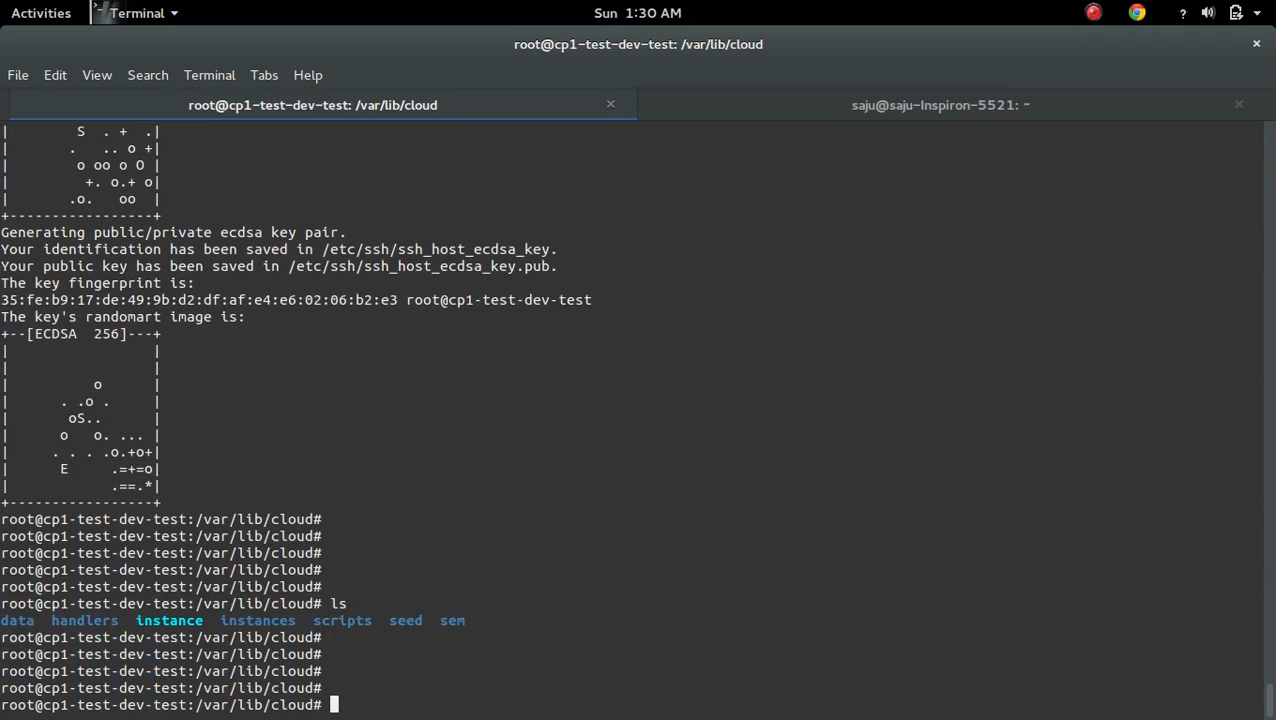 Activities Terminal Sun 1:30 AM ?
root@cp1-test-dev-test: /var/lib/cloud ×
File Edit View Search Terminal Tabs Help
root@cp1-test-dev-test: /var/lib/cloud × saju@saju-Inspiron-5521: ~ ×
|        S . + .|
|       .  .. o +|
|        o oo o O |
|         +. o.+ o|
|       .o.  oo  |
+-----------------+
Generating public/private ecdsa key pair.
Your identification has been saved in /etc/ssh/ssh_host_ecdsa_key.
Your public key has been saved in /etc/ssh/ssh_host_ecdsa_key.pub.
The key fingerprint is:
35:fe:b9:17:de:49:9b:d2:df:af:e4:e6:02:06:b2:e3 root@cp1-test-dev-test
The key's randomart image is:
+--[ECDSA  256]---+
|                 |
|                 |
|          o      |
|      . .o .     |
|       oS..      |
|      o   o. ... |
|     . . . .o.+o+|
|      E     .=+=o|
|            .==.*|
+-----------------+
root@cp1-test-dev-test:/var/lib/cloud#
root@cp1-test-dev-test:/var/lib/cloud#
root@cp1-test-dev-test:/var/lib/cloud#
root@cp1-test-dev-test:/var/lib/cloud#
root@cp1-test-dev-test:/var/lib/cloud#
root@cp1-test-dev-test:/var/lib/cloud# ls
data  handlers  instance  instances  scripts  seed  sem
root@cp1-test-dev-test:/var/lib/cloud#
root@cp1-test-dev-test:/var/lib/cloud#
root@cp1-test-dev-test:/var/lib/cloud#
root@cp1-test-dev-test:/var/lib/cloud#
root@cp1-test-dev-test:/var/lib/cloud#